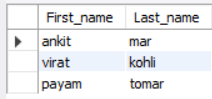 First_name Last_name
ankit mar
virat kohli
payam tomar